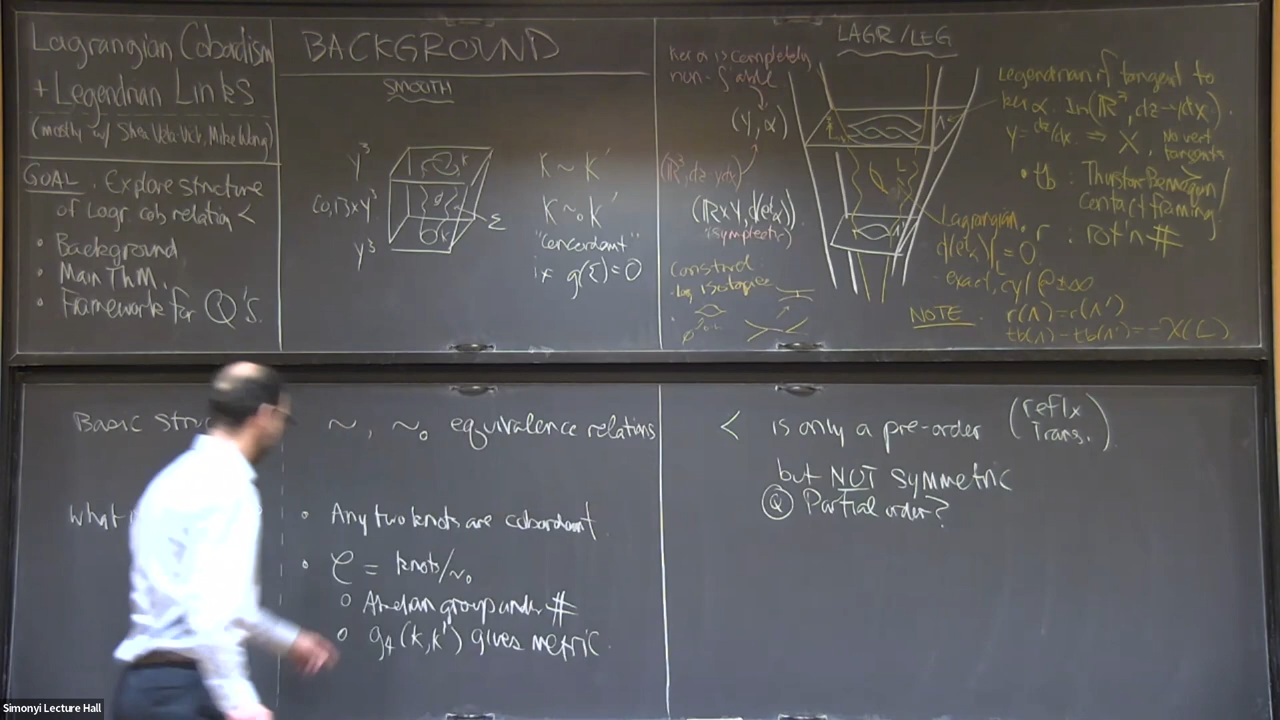 Lagrangian Cobordism
+ Legendrian Links
(mostly w/ Shea Vela-Vick, Mike Wong)
GOAL. Explore structure
of Lagr. cob relation <
• Background
• Main Thm.
• Frameworks for Q's.
BACKGROUND
SMOOTH
Y³
[0,1]×Y³
Y³
K
K'
Σ
K ~ K'
K ~₀ K'
"concordant"
if g(Σ)=0
LAGR/LEG
ker α is completely
non-∫'able
(Y, α)
(ℝ³, dz-ydx)
(ℝ×Y, d(eᵗα))
(symplectic)
Construct.
Leg isotopies
∅
Λ'
L
Λ
Legendrian if tangent to
ker α. In (ℝ³, dz-ydx).
y = dz/dx ⇒ X, No vert
tangents
• tb : Thurston Bennequin/
contact framing.
r : rot'n #
Lagrangian,
d(eᵗα)|_L = 0.
exact, cyl @ ±∞
NOTE
r(Λ)=r(Λ')
tb(Λ)-tb(Λ')=-χ(L).
Basic
~, ~₀ equivalence relations
What
• Any two knots are cobordant
• 𝒞 = knots/~₀
○ Abelian group under #
○ g₄(K,K') gives metric.
< is only a pre-order (reflx
trans.)
but NOT symmetric
Q Partial order?
Simonyi Lecture Hall